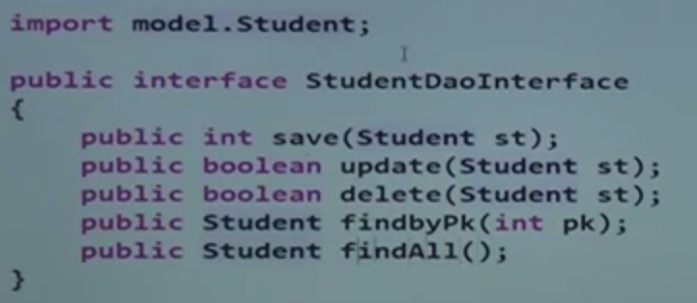 import model.Student;
public interface StudentDaoInterface
{
public int save(Student st);
public boolean update(Student st);
public boolean delete(Student st);
public Student findbyPk(int pk);
public Student findAll();
}